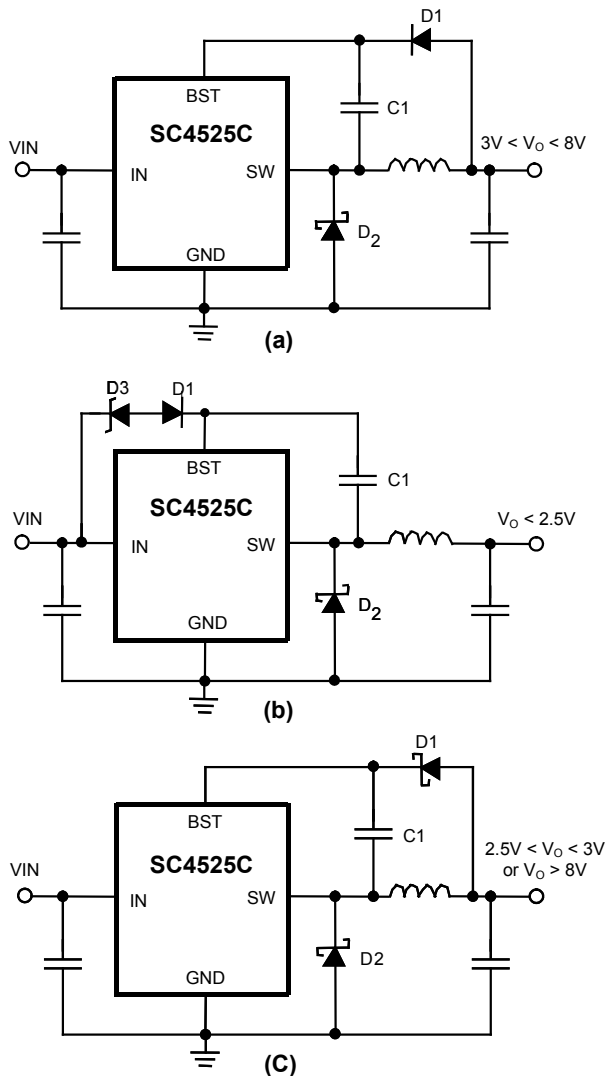 D1
BST
C1
SC4525C
VIN
3V < VO < 8V
IN
SW
D2
GND
(a)
D3
D1
BST
C1
SC4525C
VIN
VO < 2.5V
IN
SW
D2
GND
(b)
D1
BST
C1
SC4525C
2.5V < VO < 3V
or VO > 8V
VIN
IN
SW
D2
GND
(C)